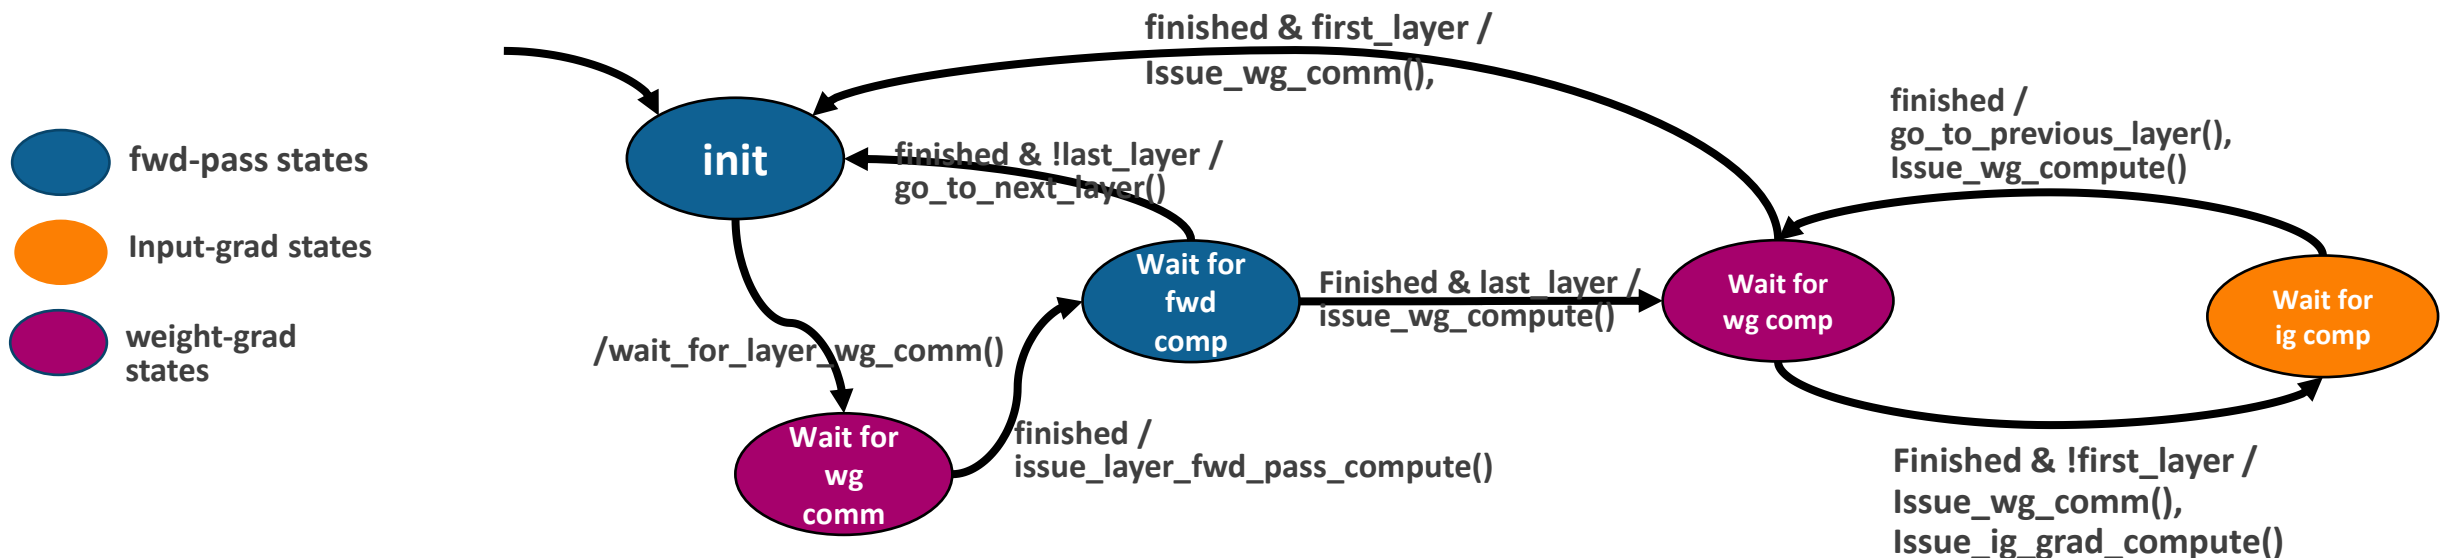 finished & first_layer /
Issue_wg_comm(),
finished /
go_to_previous_layer(),
Issue_wg_compute()
fwd-pass states
init
finished & !last_layer /
go_to_next_layer()
Input-grad states
Wait for
fwd
comp
Finished & last_layer /
issue_wg_compute()
Wait for
wg comp
Wait for
ig comp
weight-grad
states
/wait_for_layer_wg_comm()
Wait for
wg
comm
finished /
issue_layer_fwd_pass_compute()
Finished & !first_layer /
Issue_wg_comm(),
Issue_ig_grad_compute()